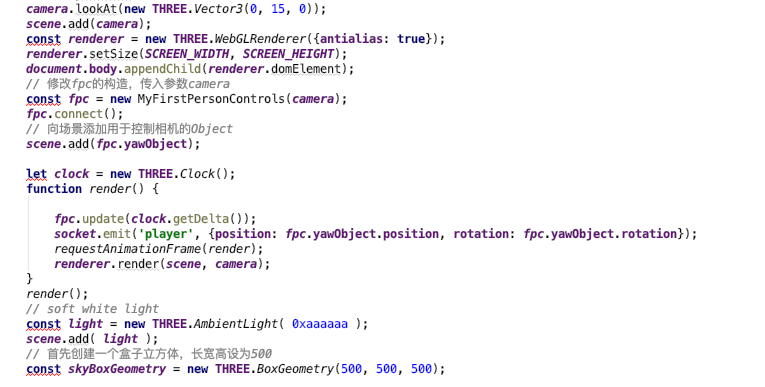 camera.lookAt(new THREE.Vector3(0, 15, 0));
scene.add(camera);
const renderer = new THREE.WebGLRenderer({antialias: true});
renderer.setSize(SCREEN_WIDTH, SCREEN_HEIGHT);
document.body.appendChild(renderer.domElement);
// 修改fpc的构造，传入参数camera
const fpc = new MyFirstPersonControls(camera);
fpc.connect();
// 向场景添加用于控制相机的Object
scene.add(fpc.yawObject);
let clock = new THREE.Clock();
function render() {
fpc.update(clock.getDelta());
socket.emit('player', {position: fpc.yawObject.position, rotation: fpc.yawObject.rotation});
requestAnimationFrame(render);
renderer.render(scene, camera);
}
render();
// soft white light
const light = new THREE.AmbientLight( 0xaaaaaa );
scene.add( light );
// 首先创建一个盒子立方体，长宽高设为500
const skyBoxGeometry = new THREE.BoxGeometry(500, 500, 500);